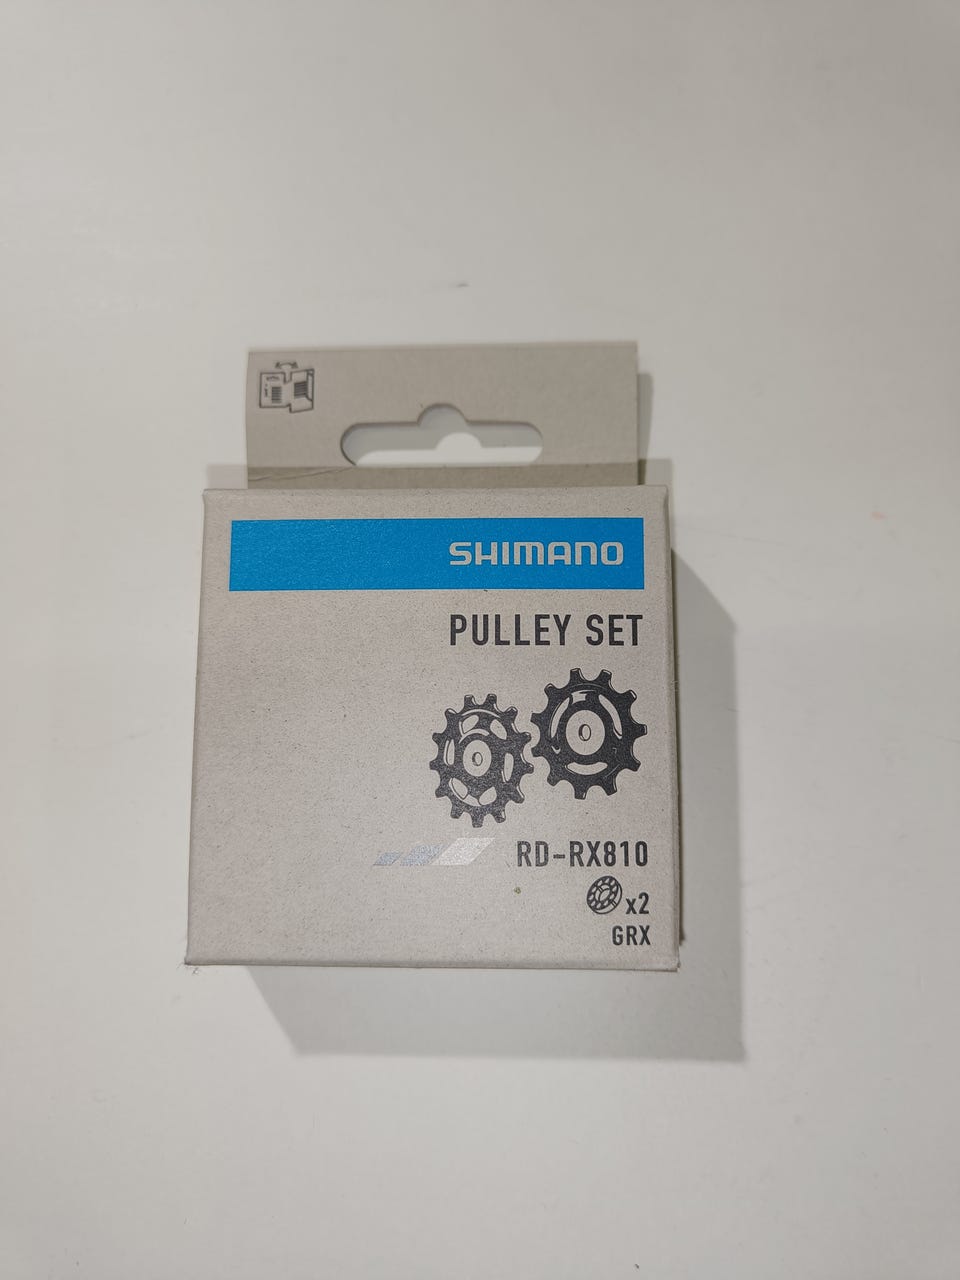 SHIMANO
PULLEY SET
RD-RX810
x2
GRX